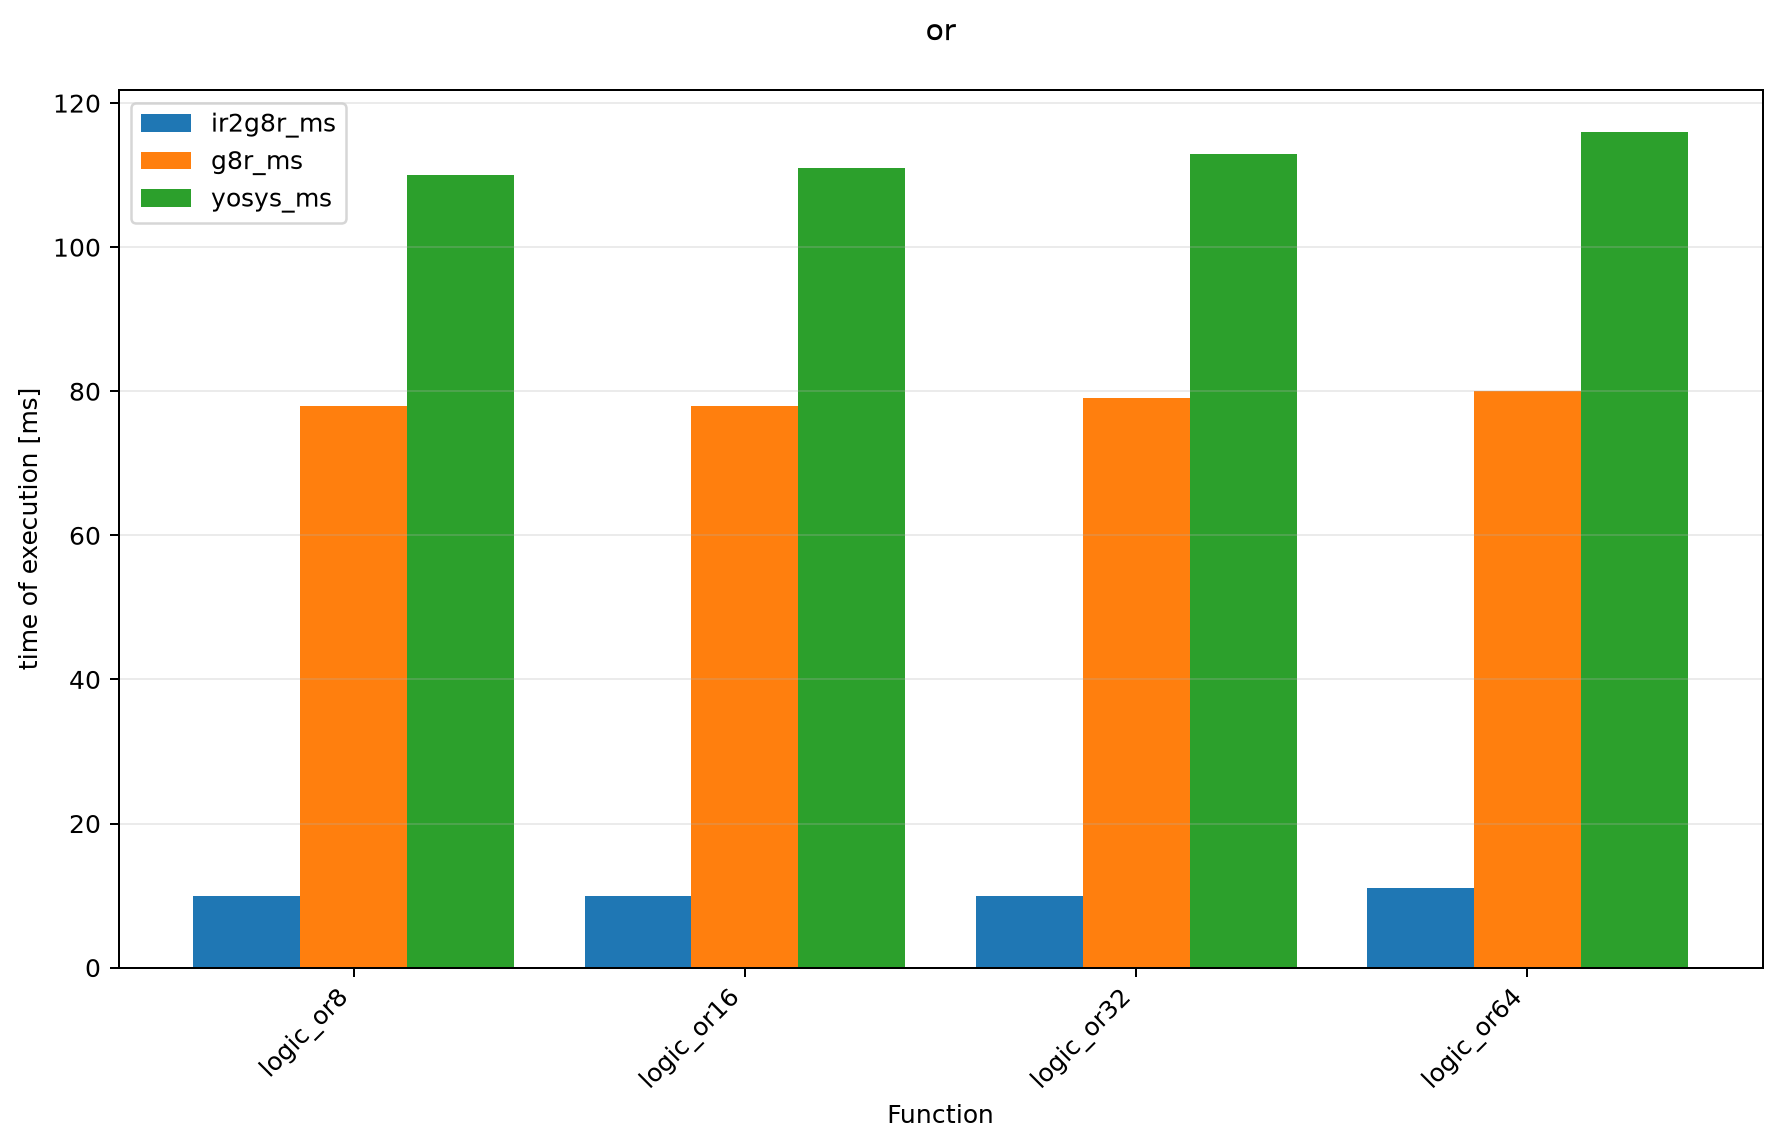 or
120
100
80
60
40
20
0
time of execution [ms]
ir2g8r_ms
g8r_ms
yosys_ms
logic_or8
logic_or16
logic_or32
logic_or64
Function